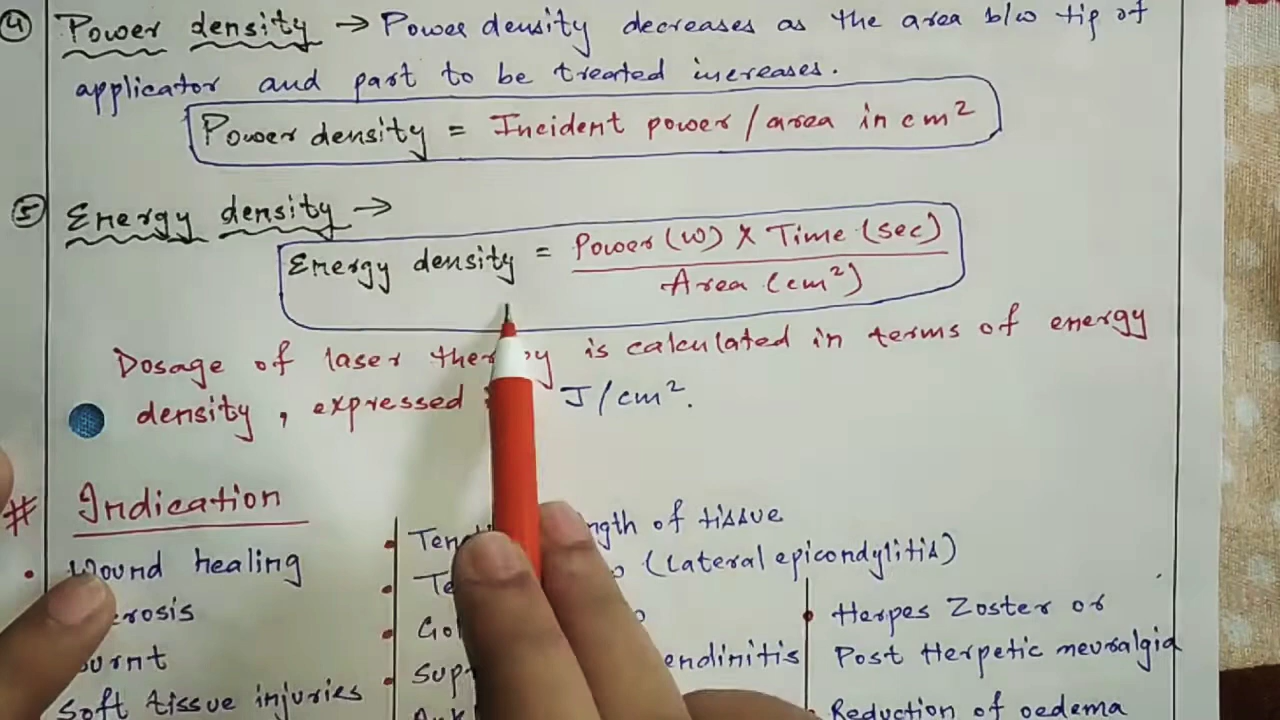 ④ Power density → Power density decreases as the area b/w tip of
applicator and part to be treated increases.
Power density = Incident power / area in cm²
⑤ Energy density →
Energy density = Power (W) X Time (sec)
Area (cm²)
Dosage of laser therapy is calculated in terms of energy
density, expressed J/cm².
# Indication
• Wound healing
Burnt
Soft tissue injuries
• length of tissue
• (Lateral epicondylitis)
•
• tendinitis
• Herpes Zoster or
Post Herpetic neuralgia
Reduction of oedema